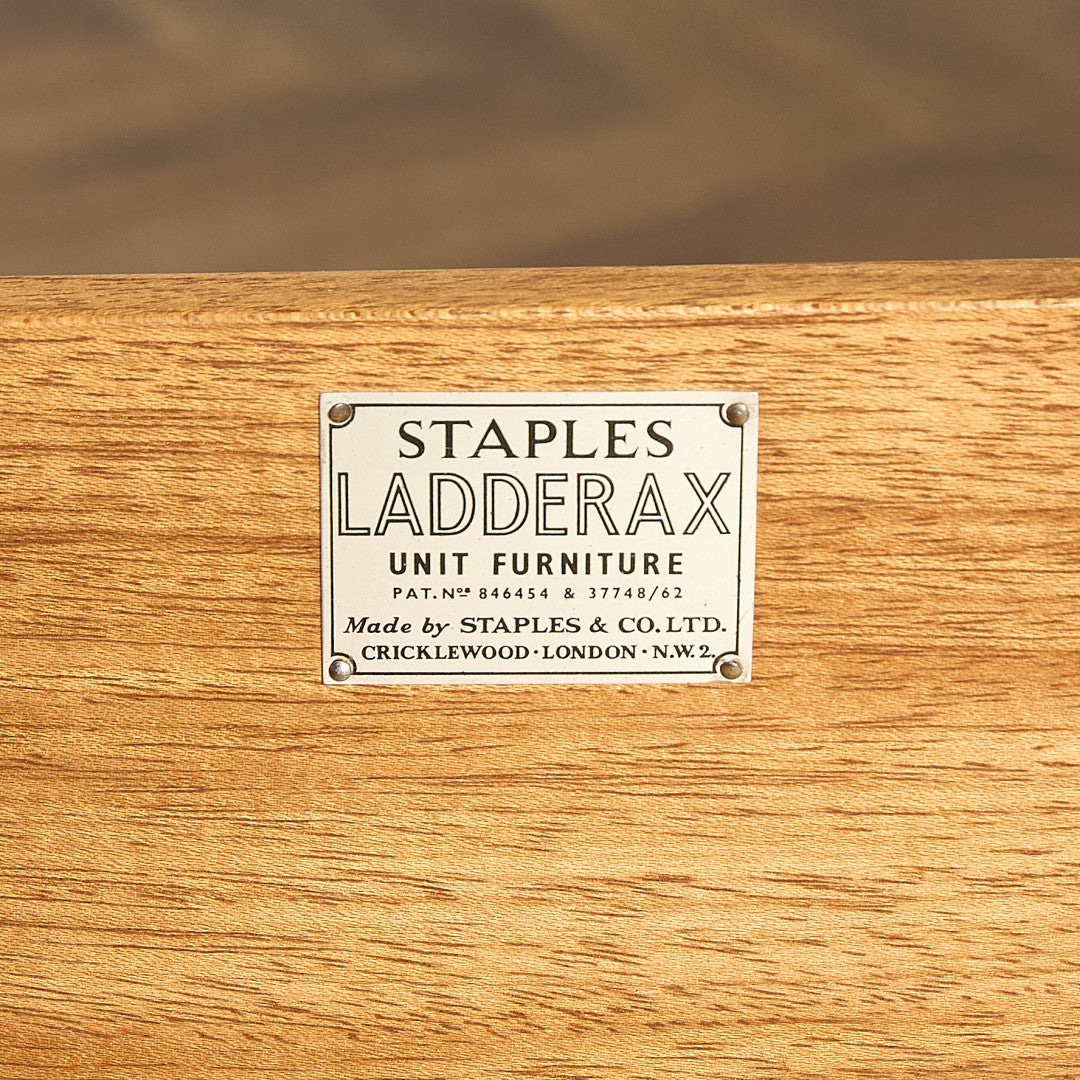 STAPLES
LADDERAX
UNIT FURNITURE
PAT. Nos 846454 & 37748/62
Made by STAPLES & CO. LTD.
CRICKLEWOOD · LONDON · N.W. 2.